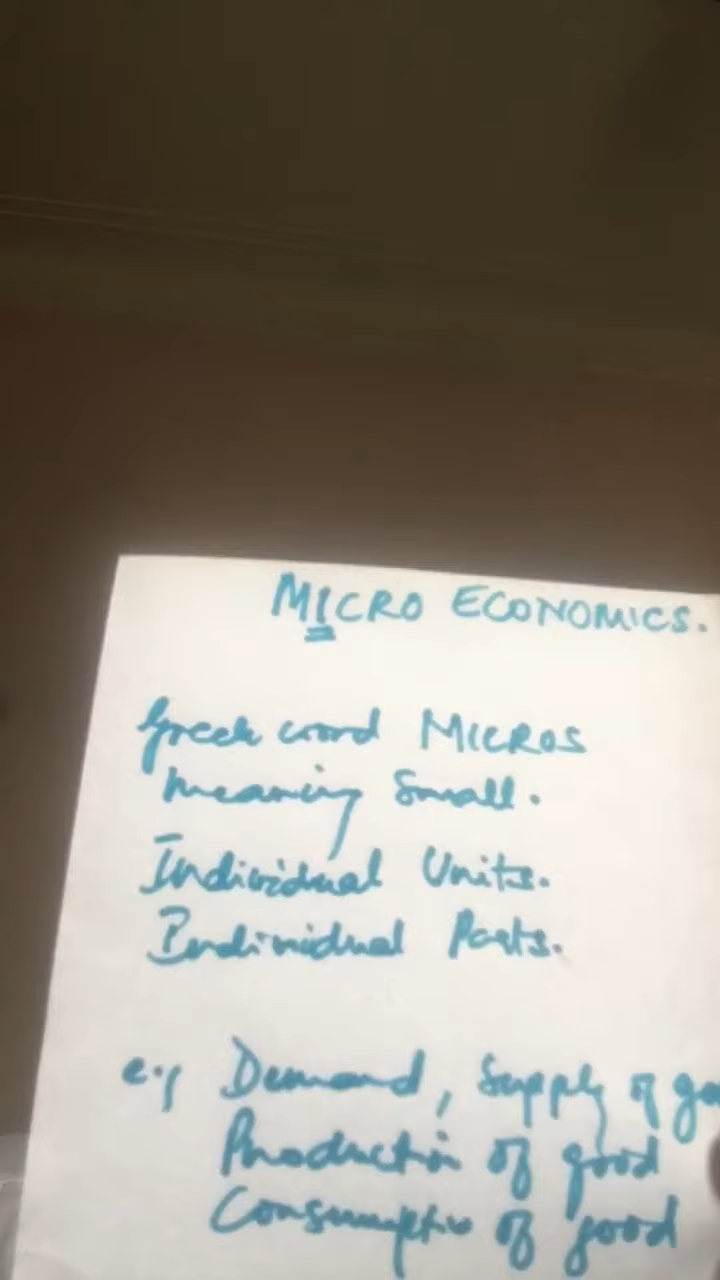 MICRO ECONOMICS.
Greek word MICROS
meaning Small.
Individual Units.
Individual Parts.
e.g Demand, Supply of
Production of good
Consumption of good